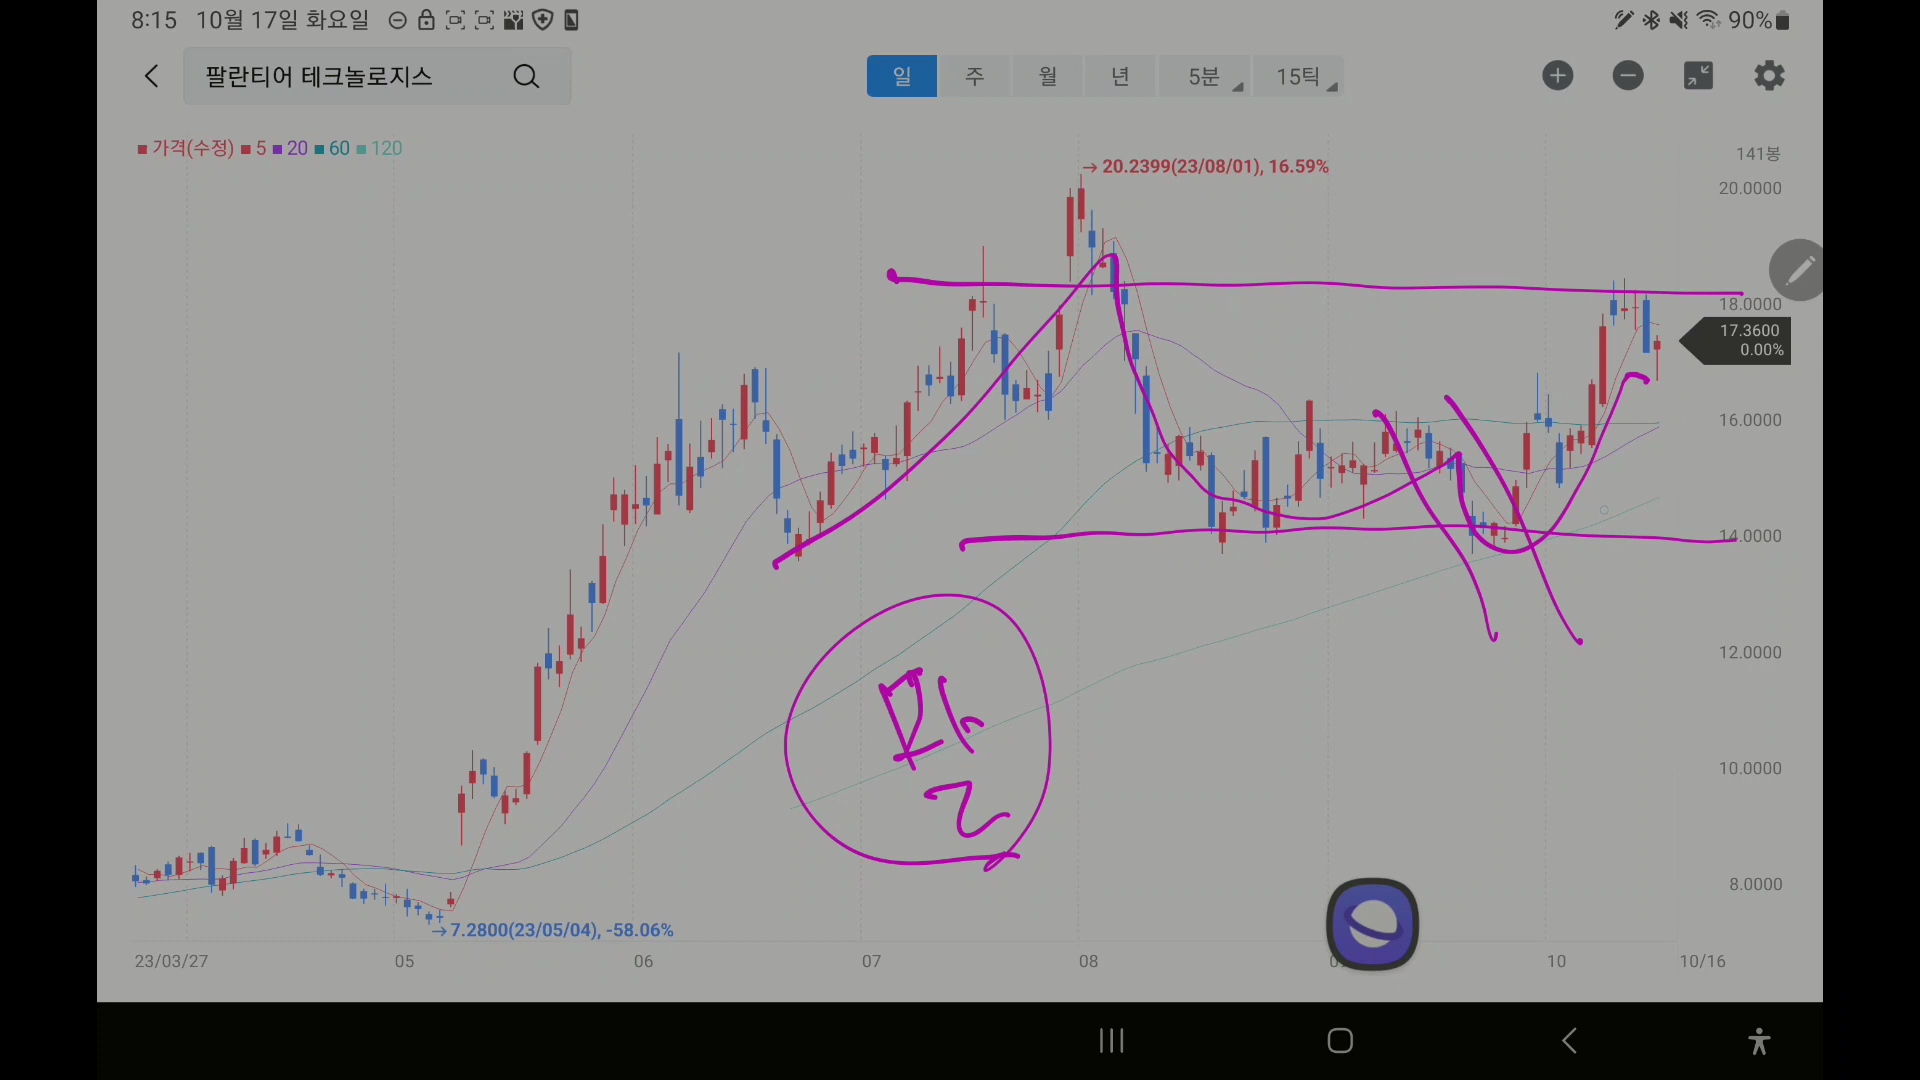 8:15 10월 17일 화요일 90%
팔란티어 테크놀로지스
일 주 월 년 5분 15틱
가격(수정) 5 20 60 120
141봉
→ 20.2399(23/08/01), 16.59%
20.0000
18.0000
17.3600
0.00%
16.0000
14.0000
12.0000
10.0000
8.0000
2
→ 7.2800(23/05/04), -58.06%
23/03/27 05 06 07 08 10 10/16